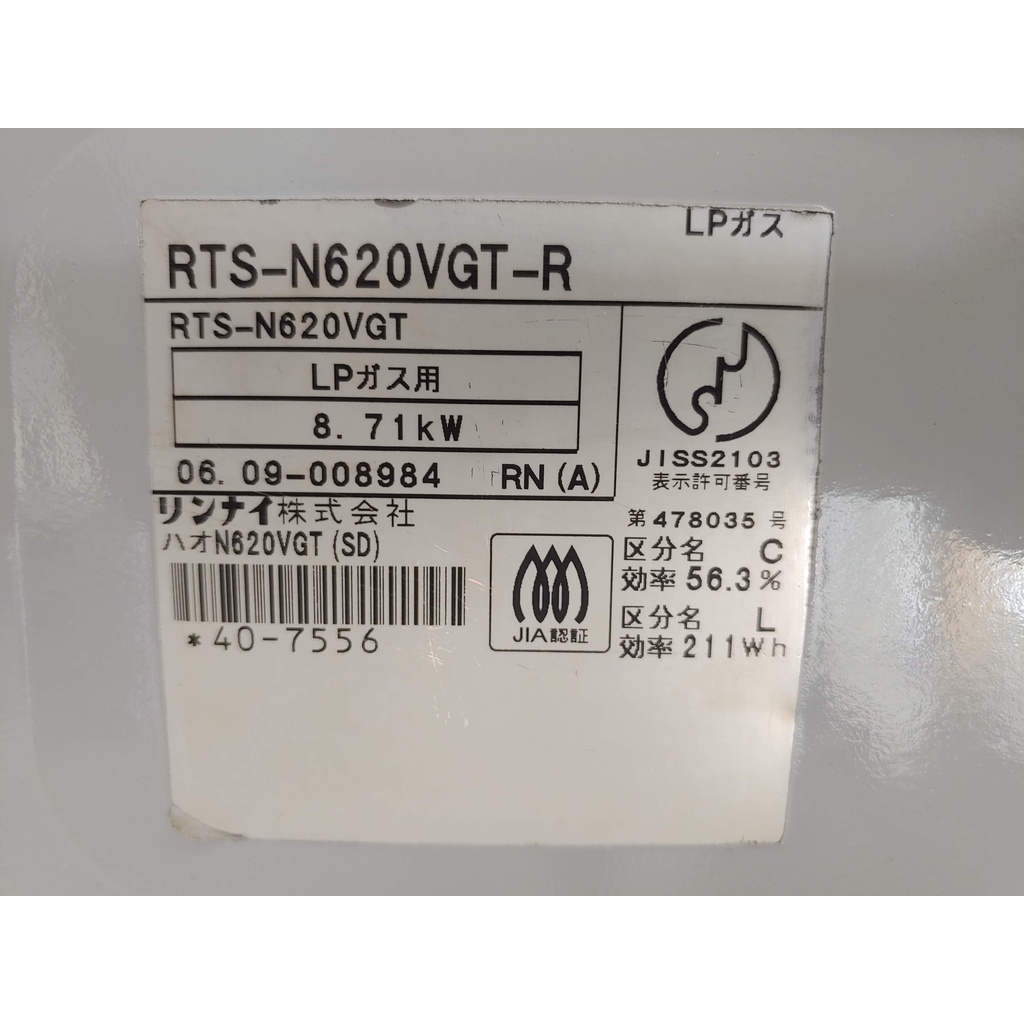 LPガス
RTS-N620VGT-R
RTS-N620VGT
LPガス用
8.71kW
06.09-008984 RN(A)
JISS2103
表示許可番号
第478035号
リンナイ株式会社
ハオN620VGT(SD)
*40-7556
JIA認証
区分名 C
効率 56.3%
区分名 L
効率 211Wh